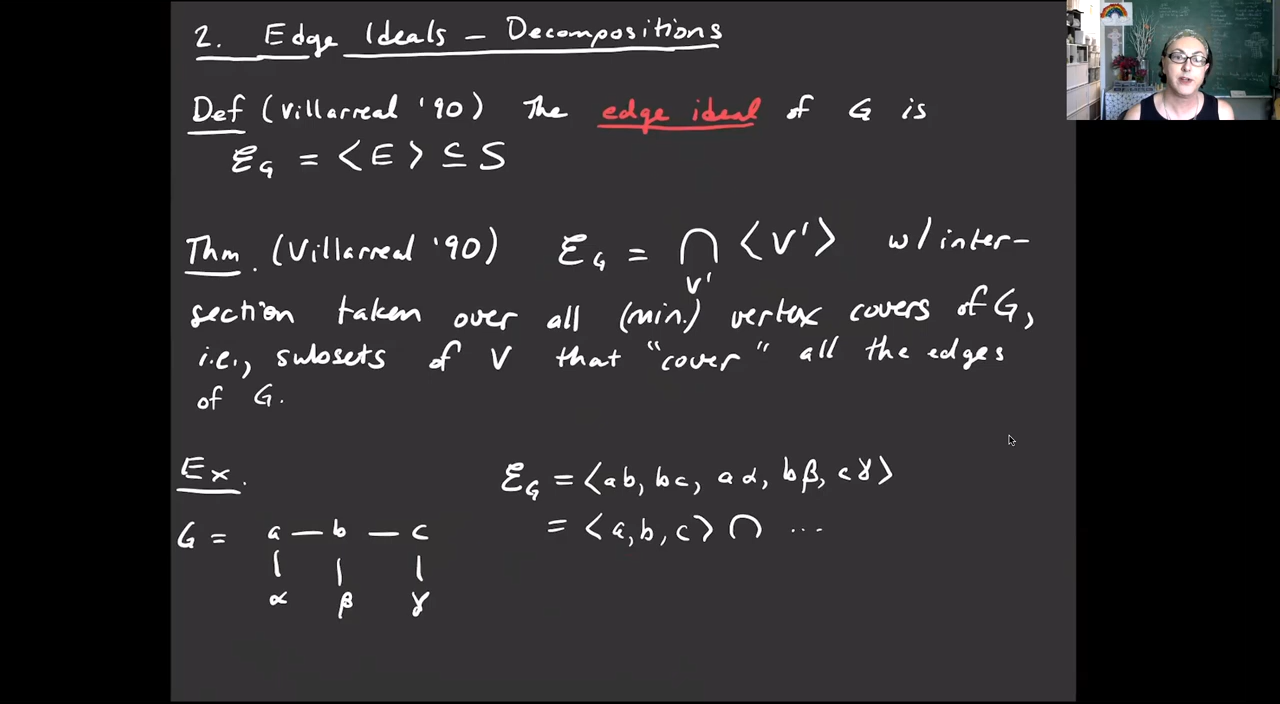 2. Edge Ideals – Decompositions
Def (Villarreal '90) The edge ideal of G is
ℰ_G = <E> ⊆ S
Thm. (Villarreal '90) ℰ_G = ∩_{V'} <V'> w/ inter-
section taken over all (min.) vertex covers of G,
i.e., subsets of V that "cover" all the edges
of G.
Ex.
ℰ_G = <ab, bc, aα, bβ, cγ>
= <a, b, c> ∩ ...
G = a — b — c
| | |
α β γ